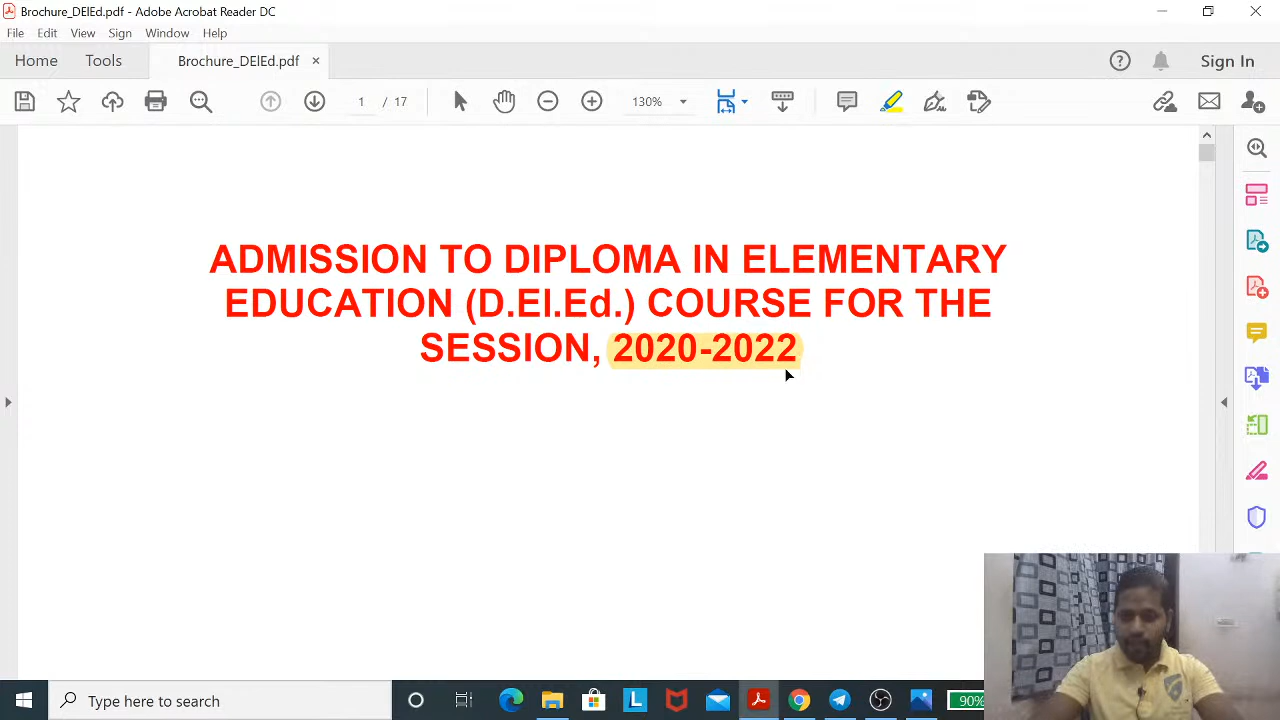 Brochure_DElEd.pdf - Adobe Acrobat Reader DC
File Edit View Sign Window Help
Home Tools Brochure_DElEd.pdf × Sign In
1 / 17 130%
ADMISSION TO DIPLOMA IN ELEMENTARY
EDUCATION (D.El.Ed.) COURSE FOR THE
SESSION, 2020-2022
Type here to search
90%